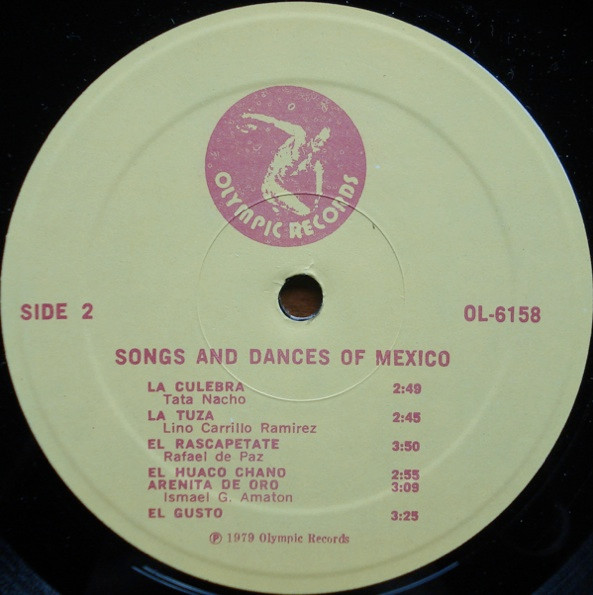 OLYMPIC RECORDS
SIDE 2 OL-6158
SONGS AND DANCES OF MEXICO
LA CULEBRA 2:49
Tata Nacho
LA TUZA 2:45
Lino Carrillo Ramirez
EL RASCAPETATE 3:50
Rafael de Paz
EL HUACO CHANO 2:55
ARENITA DE ORO 3:09
Ismael G. Amaton
EL GUSTO 3:25
Ⓟ 1979 Olympic Records